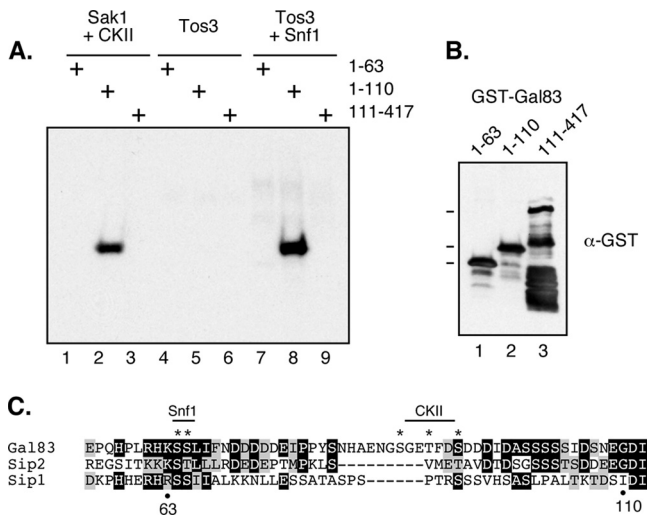 A.
Sak1 + CKII
Tos3
Tos3 + Snf1
+ + + 1-63
+ + + 1-110
+ + + 111-417
1 2 3 4 5 6 7 8 9
B.
GST-Gal83
1-63 1-110 111-417
α-GST
1 2 3
C.
Snf1 CKII
** * * *
Gal83 EPQHPLRHKSSLIFNDDDDDEIPPYSNHAENGSGETFDSDDDIDASSSSSIDSNEGDI
Sip2 REGSITKKKSTLLLRDEDEPTMPKLS------VMETAVDTDSGSSSTSDDEEGDI
Sip1 DKPHHERHRSSIIALKKNLLESSATASPS------PTRSSSVHSASLPALTKTDSIDI
63 110